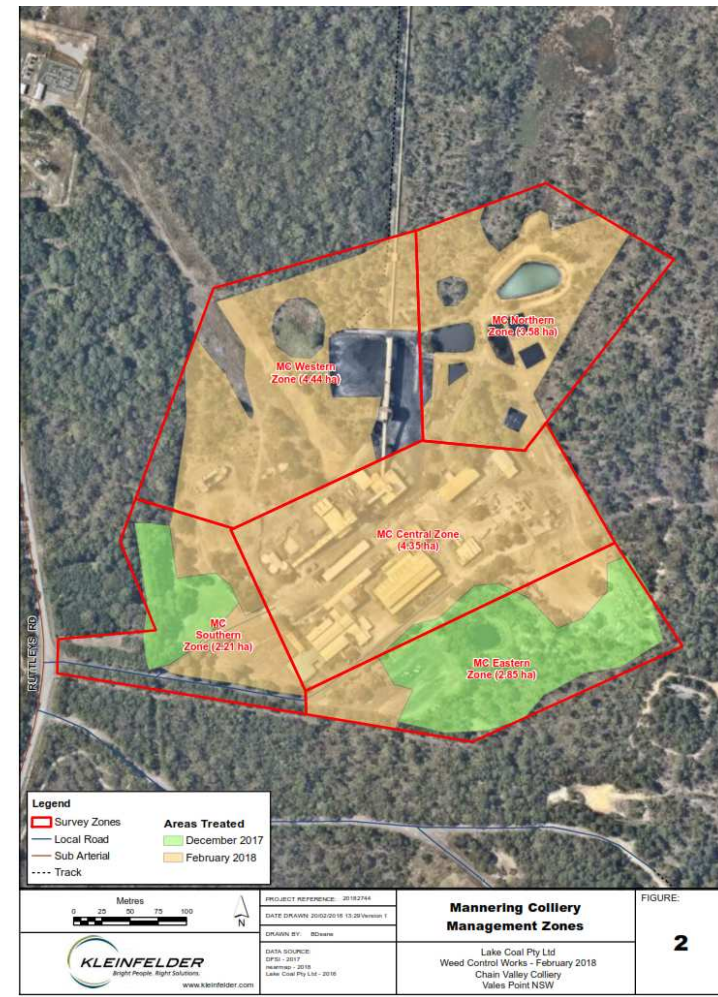 MC Northern
Zone (3.58 ha)
MC Western
Zone (4.44 ha)
MC Central Zone
(4.35 ha)
MC
Southern
Zone (2.21 ha)
MC Eastern
Zone (2.85 ha)
RUTTLEYS RD
Legend
Survey Zones
Local Road
Sub Arterial
Track
Areas Treated
December 2017
February 2018
Metres
0 25 50 75 100
N
KLEINFELDER
Bright People. Right Solutions.
www.kleinfelder.com
PROJECT REFERENCE: 20182744
DATE DRAWN: 20/02/2018 13:29 Version 1
DRAWN BY: BDeane
DATA SOURCE:
DFSI - 2017
nearmap - 2018
Lake Coal Pty Ltd - 2016
Mannering Colliery
Management Zones
Lake Coal Pty Ltd
Weed Control Works - February 2018
Chain Valley Colliery
Vales Point NSW
FIGURE:
2